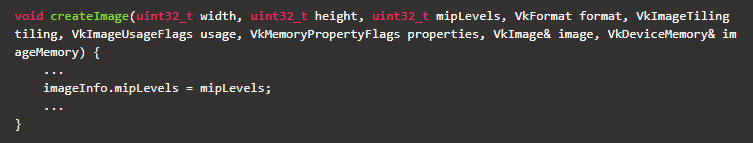 void createImage(uint32_t width, uint32_t height, uint32_t mipLevels, VkFormat format, VkImageTiling
tiling, VkImageUsageFlags usage, VkMemoryPropertyFlags properties, VkImage& image, VkDeviceMemory& im
ageMemory) {
    ...
    imageInfo.mipLevels = mipLevels;
    ...
}